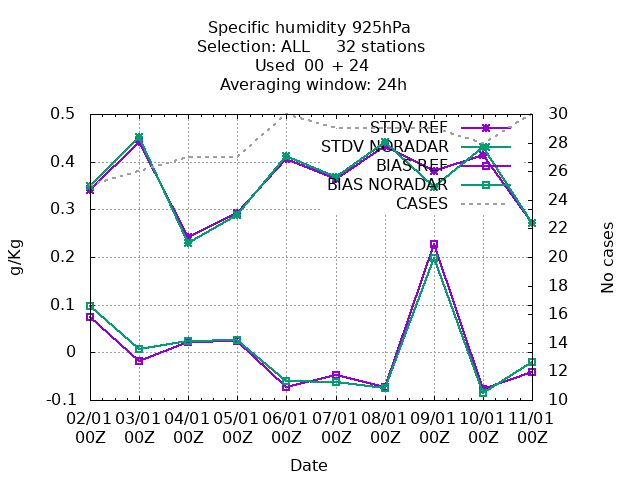 Specific humidity 925hPa
Selection: ALL 32 stations
Used 00 + 24
Averaging window: 24h
0.5 30
STDV REF
28
STDV NORADAR
0.4
BIAS REF
26
BIAS NORADAR
24
CASES
0.3
22
0.2 20
g/Kg No cases
18
0.1
16
14
0
12
-0.1 10
02/01 03/01 04/01 05/01 06/01 07/01 08/01 09/01 10/01 11/01
00Z 00Z 00Z 00Z 00Z 00Z 00Z 00Z 00Z 00Z
Date